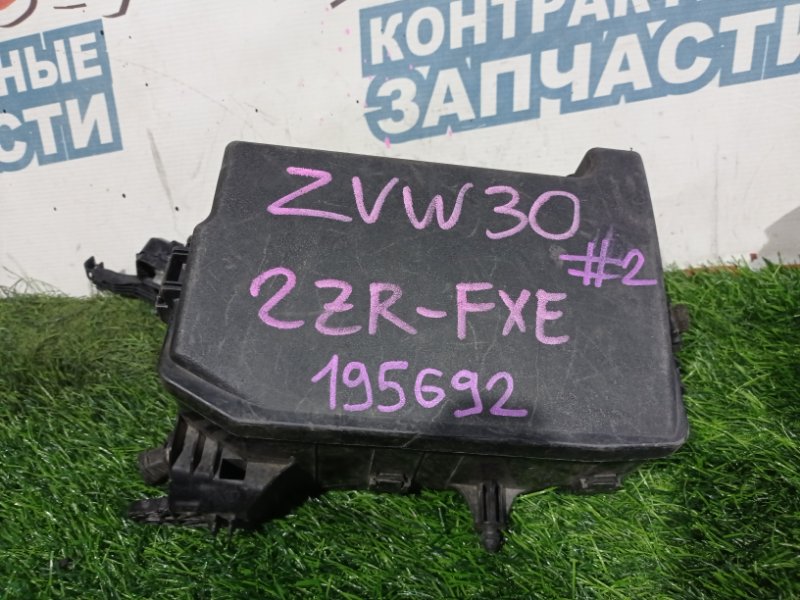 НЫЕ
СТИ
КОНТРАКТ
ЗАПЧАСТИ
ZVW30
#2
2ZR-FXE
195692